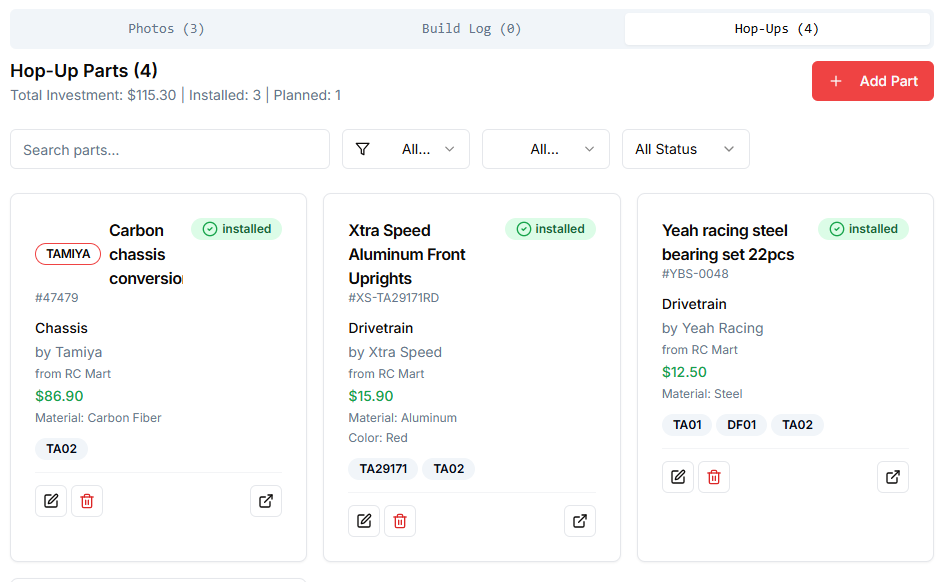 Photos (3)
Build Log (0)
Hop-Ups (4)
Hop-Up Parts (4)
Total Investment: $115.30 | Installed: 3 | Planned: 1
Add Part
Search parts...
All...
All...
All Status
TAMIYA
Carbon
chassis
conversion
installed
#47479
Chassis
by Tamiya
from RC Mart
$86.90
Material: Carbon Fiber
TA02
Xtra Speed
Aluminum Front
Uprights
installed
#XS-TA29171RD
Drivetrain
by Xtra Speed
from RC Mart
$15.90
Material: Aluminum
Color: Red
TA29171
TA02
Yeah racing steel
bearing set 22pcs
installed
#YBS-0048
Drivetrain
by Yeah Racing
from RC Mart
$12.50
Material: Steel
TA01
DF01
TA02